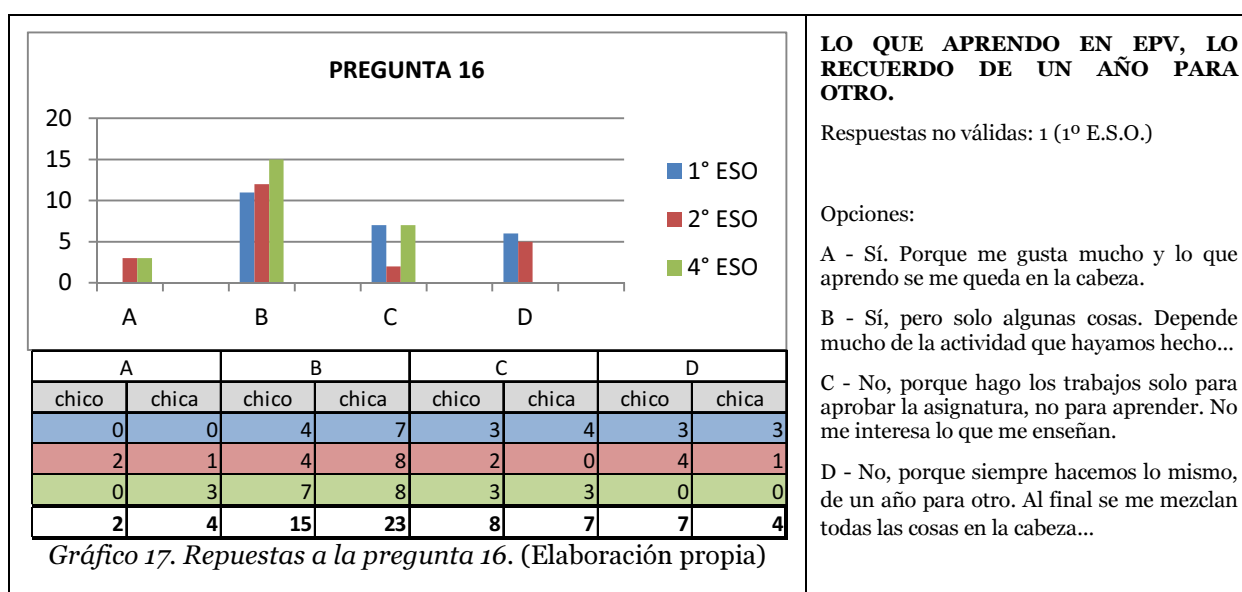 PREGUNTA 16
20
15
10
5
0
A B C D
1° ESO
2° ESO
4° ESO
A B C D
chico chica chico chica chico chica chico chica
0 0 4 7 3 4 3 3
2 1 4 8 2 0 4 1
0 3 7 8 3 3 0 0
2 4 15 23 8 7 7 4
Gráfico 17. Repuestas a la pregunta 16. (Elaboración propia)
LO QUE APRENDO EN EPV, LO
RECUERDO DE UN AÑO PARA
OTRO.
Respuestas no válidas: 1 (1º E.S.O.)
Opciones:
A - Sí. Porque me gusta mucho y lo que
aprendo se me queda en la cabeza.
B - Sí, pero solo algunas cosas. Depende
mucho de la actividad que hayamos hecho...
C - No, porque hago los trabajos solo para
aprobar la asignatura, no para aprender. No
me interesa lo que me enseñan.
D - No, porque siempre hacemos lo mismo,
de un año para otro. Al final se me mezclan
todas las cosas en la cabeza...